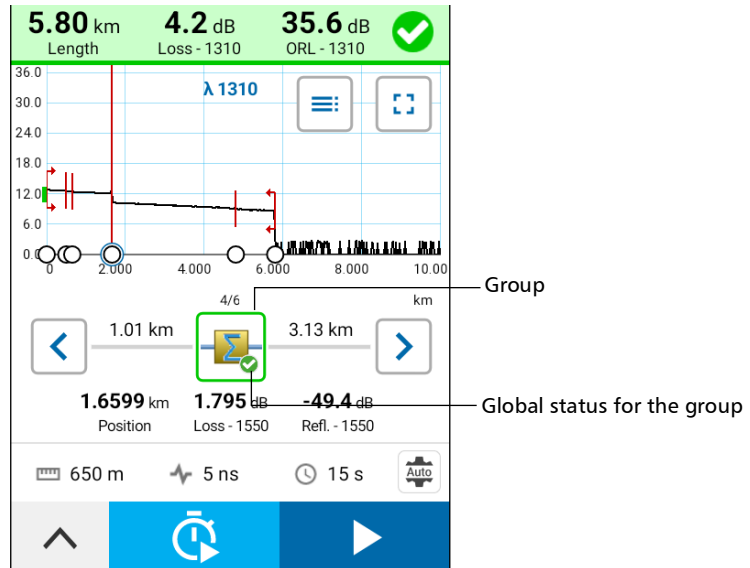 5.80 km 4.2 dB 35.6 dB
Length Loss - 1310 ORL - 1310
36.0
λ 1310
30.0
24.0
18.0
12.0
6.0
0.0
0 2.000 4.000 6.000 8.000 10.00
4/6 km
Group
1.01 km 3.13 km
Σ
1.6599 km 1.795 dB -49.4 dB
Global status for the group
Position Loss - 1550 Refl. - 1550
650 m 5 ns 15 s Auto